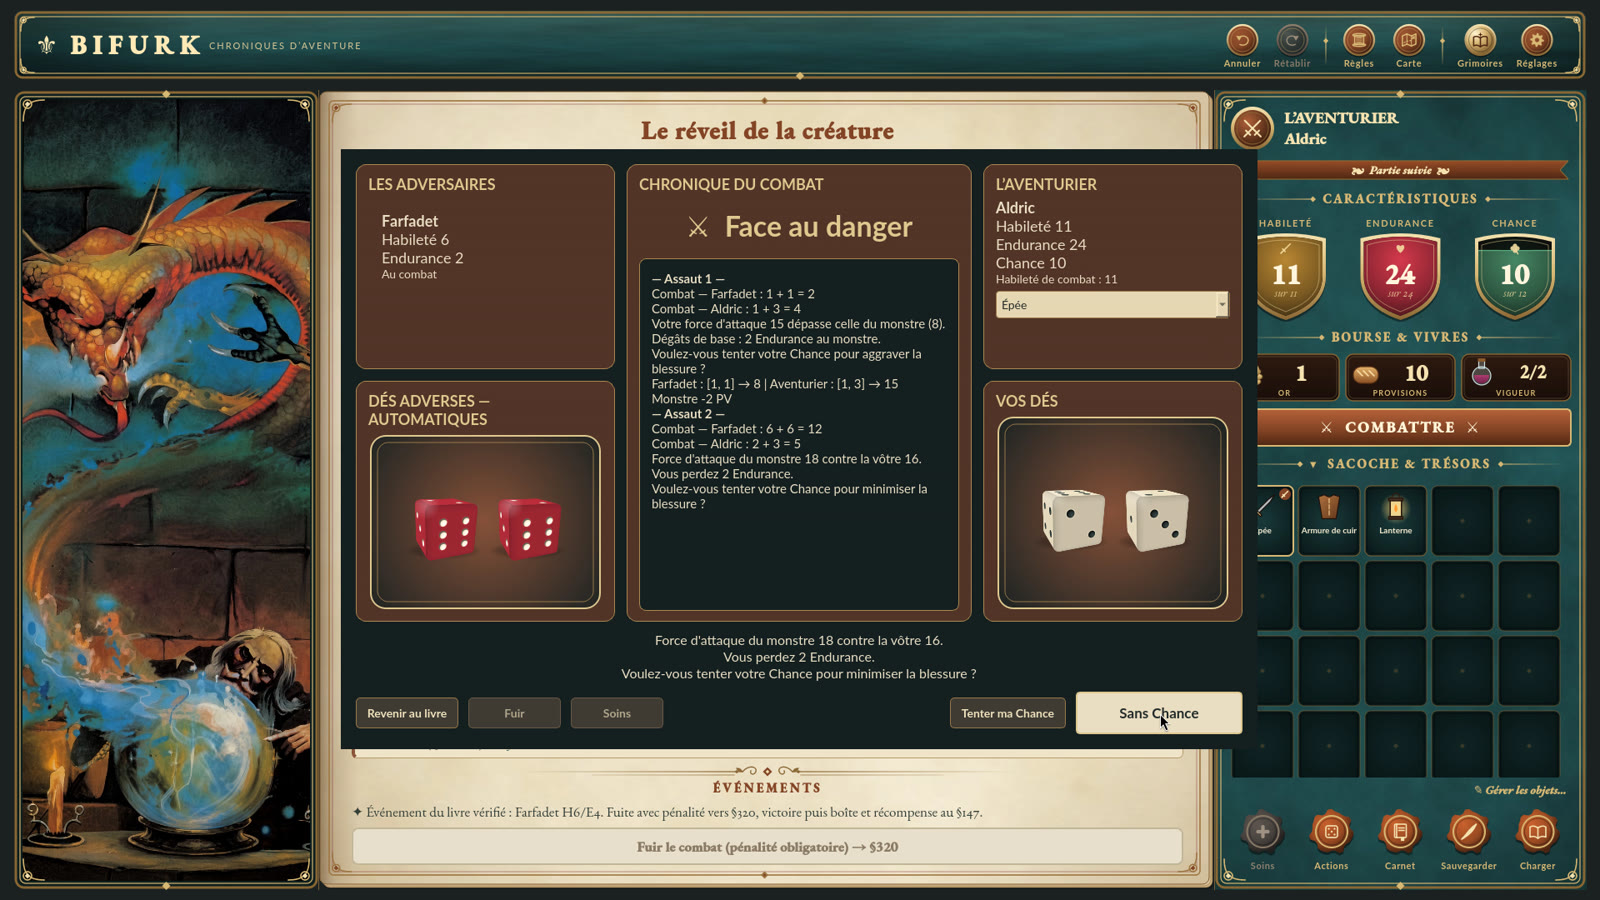 BIFURK CHRONIQUES D'AVENTURE
Annuler
Rétablir
Règles
Carte
Grimoires
Réglages
Le réveil de la créature
LES ADVERSAIRES
Farfadet
Habileté 6
Endurance 2
Au combat
DÉS ADVERSES —
AUTOMATIQUES
CHRONIQUE DU COMBAT
Face au danger
— Assaut 1 —
Combat — Farfadet : 1 + 1 = 2
Combat — Aldric : 1 + 3 = 4
Votre force d'attaque 15 dépasse celle du monstre (8).
Dégâts de base : 2 Endurance au monstre.
Voulez-vous tenter votre Chance pour aggraver la
blessure ?
Farfadet : [1, 1] → 8 | Aventurier : [1, 3] → 15
Monstre -2 PV
— Assaut 2 —
Combat — Farfadet : 6 + 6 = 12
Combat — Aldric : 2 + 3 = 5
Force d'attaque du monstre 18 contre la vôtre 16.
Vous perdez 2 Endurance.
Voulez-vous tenter votre Chance pour minimiser la
blessure ?
L'AVENTURIER
Aldric
Habileté 11
Endurance 24
Chance 10
Habileté de combat : 11
Épée
VOS DÉS
Force d'attaque du monstre 18 contre la vôtre 16.
Vous perdez 2 Endurance.
Voulez-vous tenter votre Chance pour minimiser la blessure ?
Revenir au livre
Fuir
Soins
Tenter ma Chance
Sans Chance
ÉVÉNEMENTS
✦ Événement du livre vérifié : Farfadet H6/E4. Fuite avec pénalité vers §320, victoire puis boîte et récompense au §147.
Fuir le combat (pénalité obligatoire) → §320
L'AVENTURIER
Aldric
Partie suivie
CARACTÉRISTIQUES
HABILETÉ
ENDURANCE
CHANCE
11
sur 11
24
sur 24
10
sur 12
BOURSE & VIVRES
1
OR
10
PROVISIONS
2/2
VIGUEUR
COMBATTRE
▼ SACOCHE & TRÉSORS
pée
Armure de cuir
Lanterne
✎ Gérer les objets...
Soins
Actions
Carnet
Sauvegarder
Charger